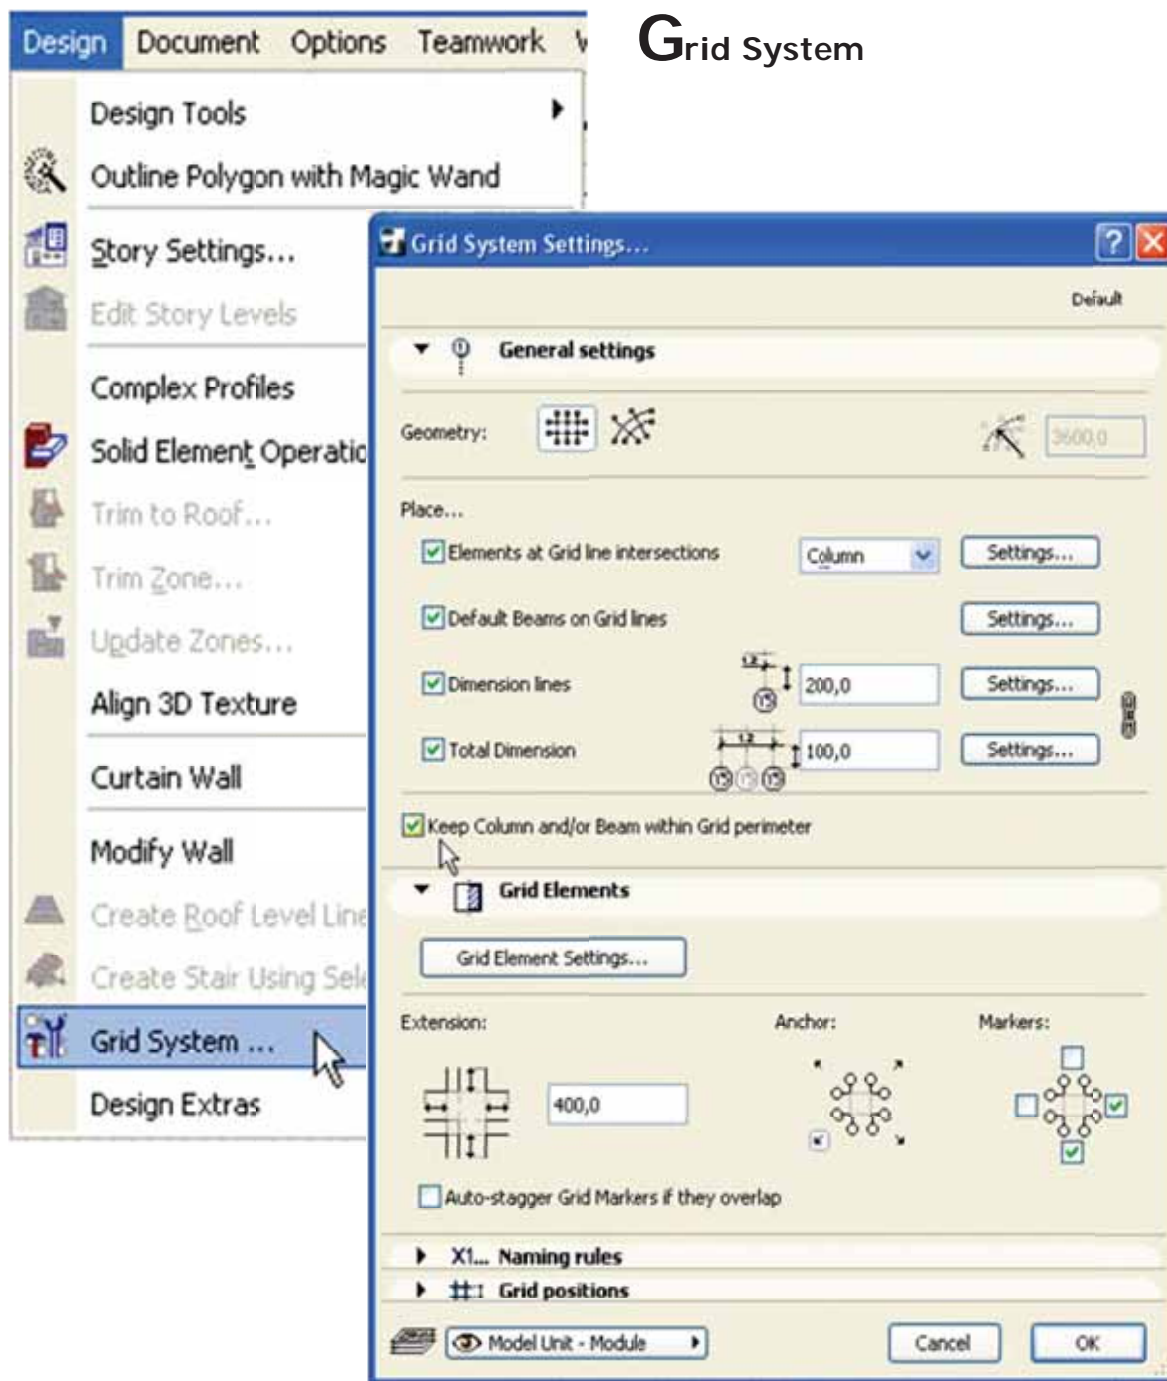 Grid System
Design Document Options Teamwork
Design Tools
Outline Polygon with Magic Wand
Story Settings...
Edit Story Levels
Complex Profiles
Solid Element Operatio
Trim to Roof...
Trim Zone...
Update Zones...
Align 3D Texture
Curtain Wall
Modify Wall
Create Roof Level Line
Create Stair Using Sele
Grid System ...
Design Extras
Grid System Settings...
Default
General settings
Geometry:
3600,0
Place...
Elements at Grid line intersections Column Settings...
Default Beams on Grid lines Settings...
Dimension lines 1.2 200,0 Settings...
Total Dimension 1.2 100,0 Settings...
Keep Column and/or Beam within Grid perimeter
Grid Elements
Grid Element Settings...
Extension: Anchor: Markers:
400,0
Auto-stagger Grid Markers if they overlap
X1... Naming rules
Grid positions
Model Unit - Module Cancel OK